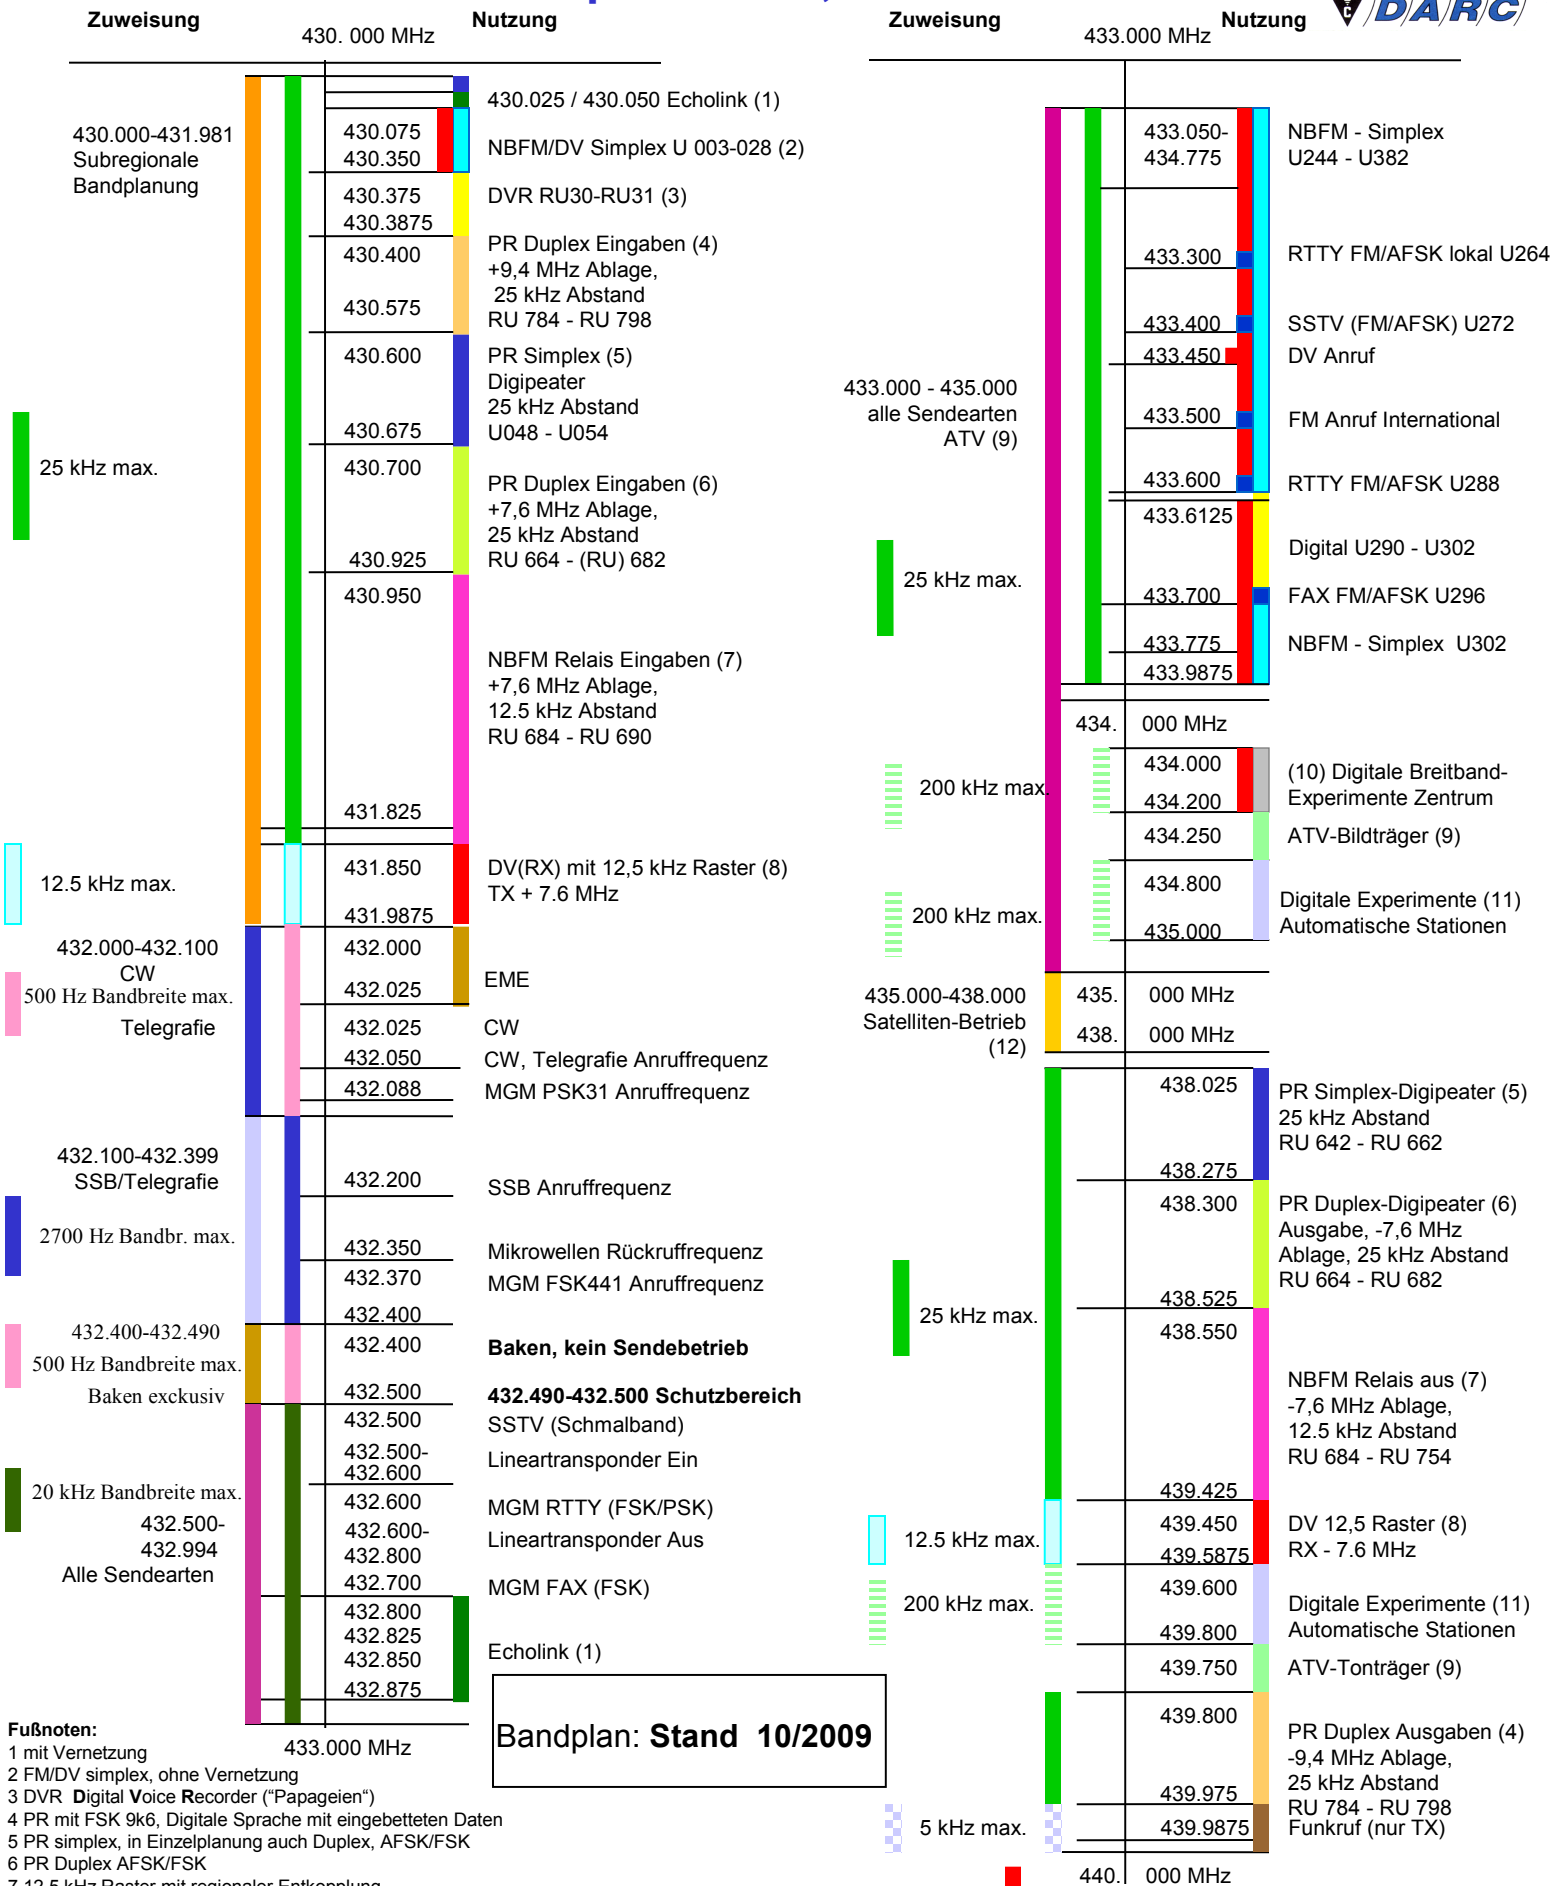 Zuweisung
430. 000 MHz
Nutzung
430.025 / 430.050 Echolink (1)
430.000-431.981
Subregionale
Bandplanung
430.075
430.350
NBFM/DV Simplex U 003-028 (2)
430.375
430.3875
DVR RU30-RU31 (3)
430.400
430.575
PR Duplex Eingaben (4)
+9,4 MHz Ablage,
25 kHz Abstand
RU 784 - RU 798
430.600
430.675
PR Simplex (5)
Digipeater
25 kHz Abstand
U048 - U054
25 kHz max.
430.700
430.925
PR Duplex Eingaben (6)
+7,6 MHz Ablage,
25 kHz Abstand
RU 664 - (RU) 682
430.950
431.825
NBFM Relais Eingaben (7)
+7,6 MHz Ablage,
12.5 kHz Abstand
RU 684 - RU 690
12.5 kHz max.
431.850
431.9875
DV(RX) mit 12,5 kHz Raster (8)
TX + 7.6 MHz
432.000-432.100
CW
500 Hz Bandbreite max.
Telegrafie
432.000
432.025
EME
432.025
CW
432.050
CW, Telegrafie Anruffrequenz
432.088
MGM PSK31 Anruffrequenz
432.100-432.399
SSB/Telegrafie
2700 Hz Bandbr. max.
432.200
SSB Anruffrequenz
432.350
Mikrowellen Rückruffrequenz
432.370
MGM FSK441 Anruffrequenz
432.400
432.400-432.490
500 Hz Bandbreite max.
Baken exckusiv
432.400
Baken, kein Sendebetrieb
432.500
432.490-432.500 Schutzbereich
432.500
SSTV (Schmalband)
432.500-
432.600
Lineartransponder Ein
20 kHz Bandbreite max.
432.500-
432.994
Alle Sendearten
432.600
MGM RTTY (FSK/PSK)
432.600-
432.800
Lineartransponder Aus
432.700
MGM FAX (FSK)
432.800
432.825
432.850
432.875
Echolink (1)
433.000 MHz
Bandplan: Stand 10/2009
Fußnoten:
1 mit Vernetzung
2 FM/DV simplex, ohne Vernetzung
3 DVR Digital Voice Recorder (“Papageien”)
4 PR mit FSK 9k6, Digitale Sprache mit eingebetteten Daten
5 PR simplex, in Einzelplanung auch Duplex, AFSK/FSK
6 PR Duplex AFSK/FSK
7 12,5 kHz Raster mit regionaler Entkopplung
Zuweisung
433.000 MHz
Nutzung
C
DARC
433.050-
434.775
NBFM - Simplex
U244 - U382
433.300
RTTY FM/AFSK lokal U264
433.400
SSTV (FM/AFSK) U272
433.450
DV Anruf
433.000 - 435.000
alle Sendearten
ATV (9)
433.500
FM Anruf International
433.600
RTTY FM/AFSK U288
433.6125
Digital U290 - U302
25 kHz max.
433.700
FAX FM/AFSK U296
433.775
NBFM - Simplex U302
433.9875
434. 000 MHz
200 kHz max.
434.000
434.200
(10) Digitale Breitband-
Experimente Zentrum
434.250
ATV-Bildträger (9)
200 kHz max.
434.800
435.000
Digitale Experimente (11)
Automatische Stationen
435.000-438.000
Satelliten-Betrieb
(12)
435. 000 MHz
438. 000 MHz
438.025
438.275
PR Simplex-Digipeater (5)
25 kHz Abstand
RU 642 - RU 662
438.300
438.525
PR Duplex-Digipeater (6)
Ausgabe, -7,6 MHz
Ablage, 25 kHz Abstand
RU 664 - RU 682
25 kHz max.
438.550
439.425
NBFM Relais aus (7)
-7,6 MHz Ablage,
12.5 kHz Abstand
RU 684 - RU 754
12.5 kHz max.
439.450
439.5875
DV 12,5 Raster (8)
RX - 7.6 MHz
200 kHz max.
439.600
439.800
Digitale Experimente (11)
Automatische Stationen
439.750
ATV-Tonträger (9)
439.800
439.975
PR Duplex Ausgaben (4)
-9,4 MHz Ablage,
25 kHz Abstand
RU 784 - RU 798
5 kHz max.
439.9875
Funkruf (nur TX)
440. 000 MHz